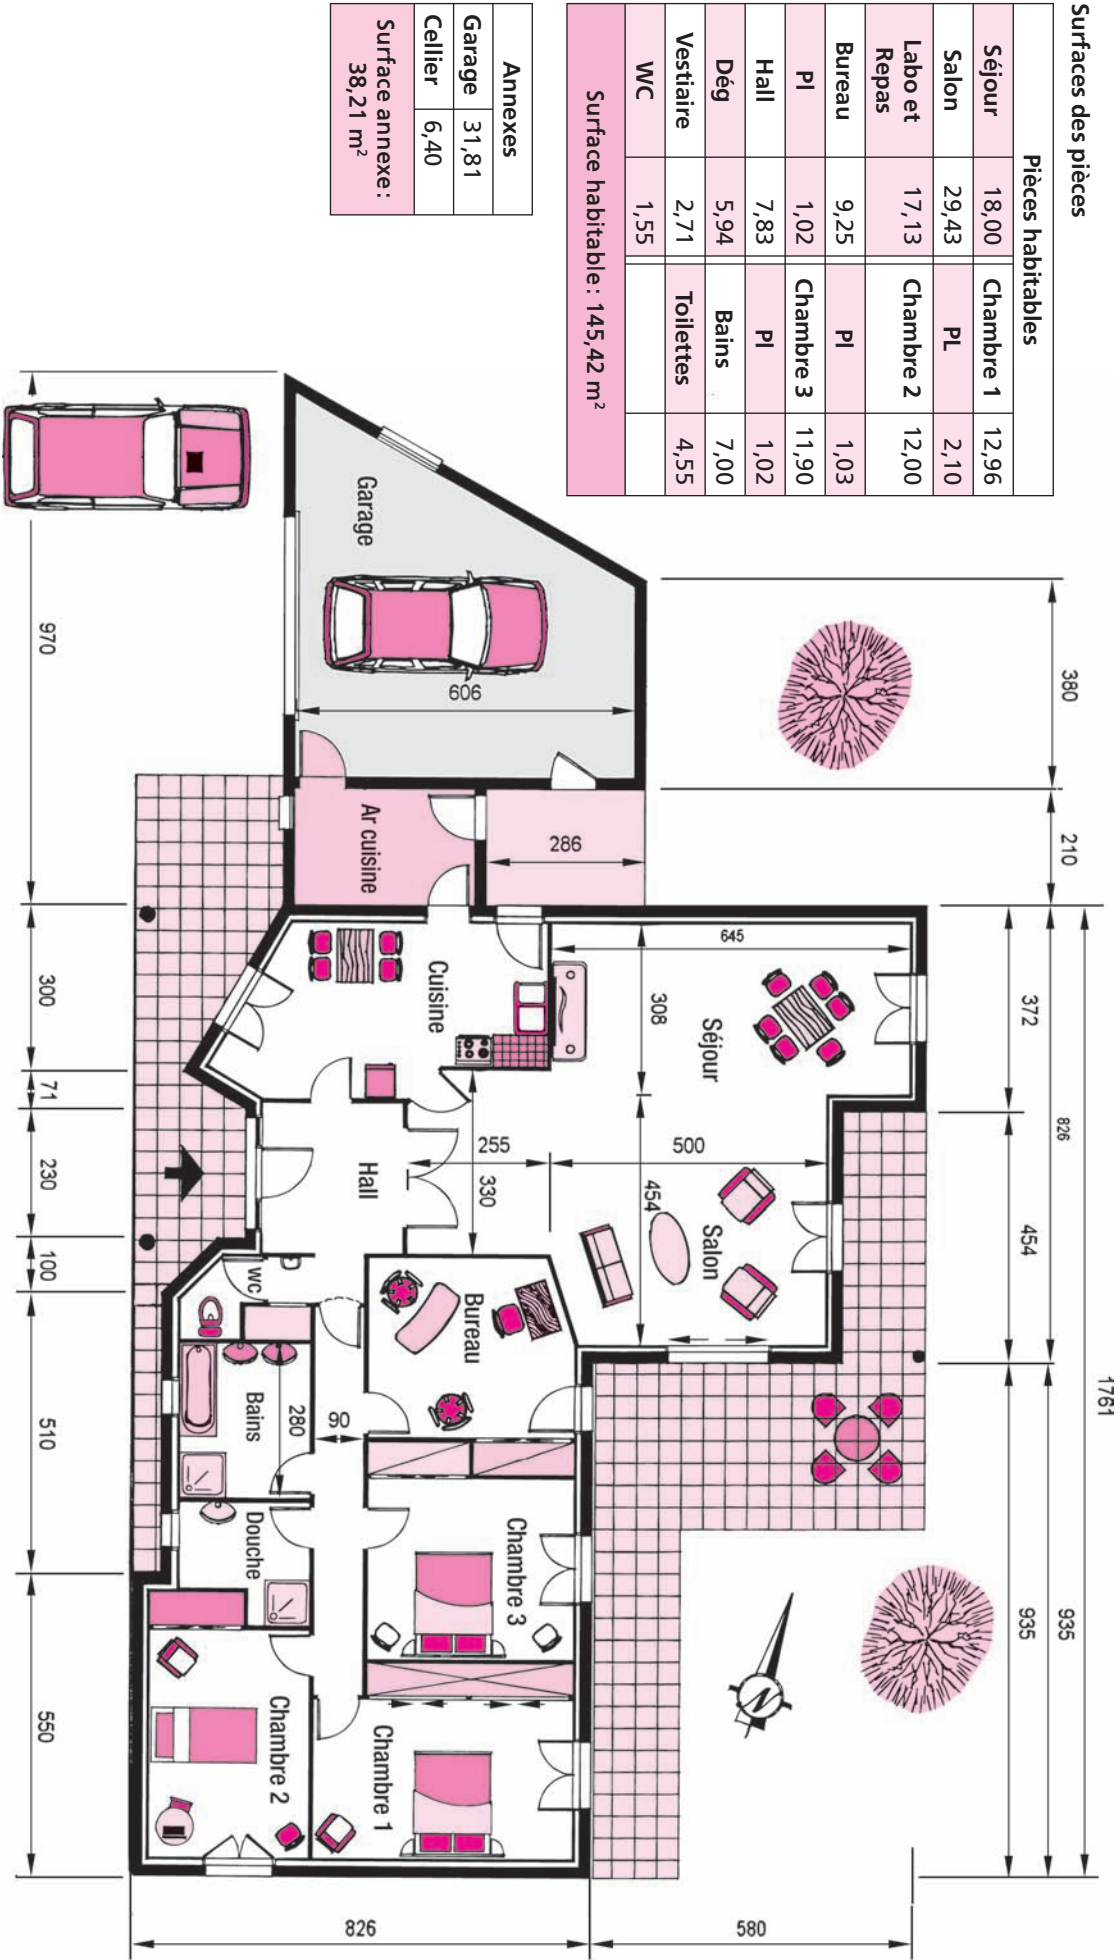 Surfaces des pièces
Pièces habitables
Séjour 18,00 Chambre 1 12,96
Salon 29,43 PL 2,10
Labo et Repas 17,13 Chambre 2 12,00
Bureau 9,25 Pl 1,03
Pl 1,02 Chambre 3 11,90
Hall 7,83 Pl 1,02
Dég 5,94 Bains 7,00
Vestiaire 2,71 Toilettes 4,55
WC 1,55
Surface habitable : 145,42 m²
Annexes
Garage 31,81
Cellier 6,40
Surface annexe :
38,21 m²
1761
826
935
380
210
372
454
935
580
826
645
308
Séjour
500
454
Salon
255
330
286
606
Garage
Ar cuisine
Cuisine
Hall
Bureau
wc
Bains
280
90
Douche
Chambre 3
Chambre 1
Chambre 2
N
970
300
71
230
100
510
550